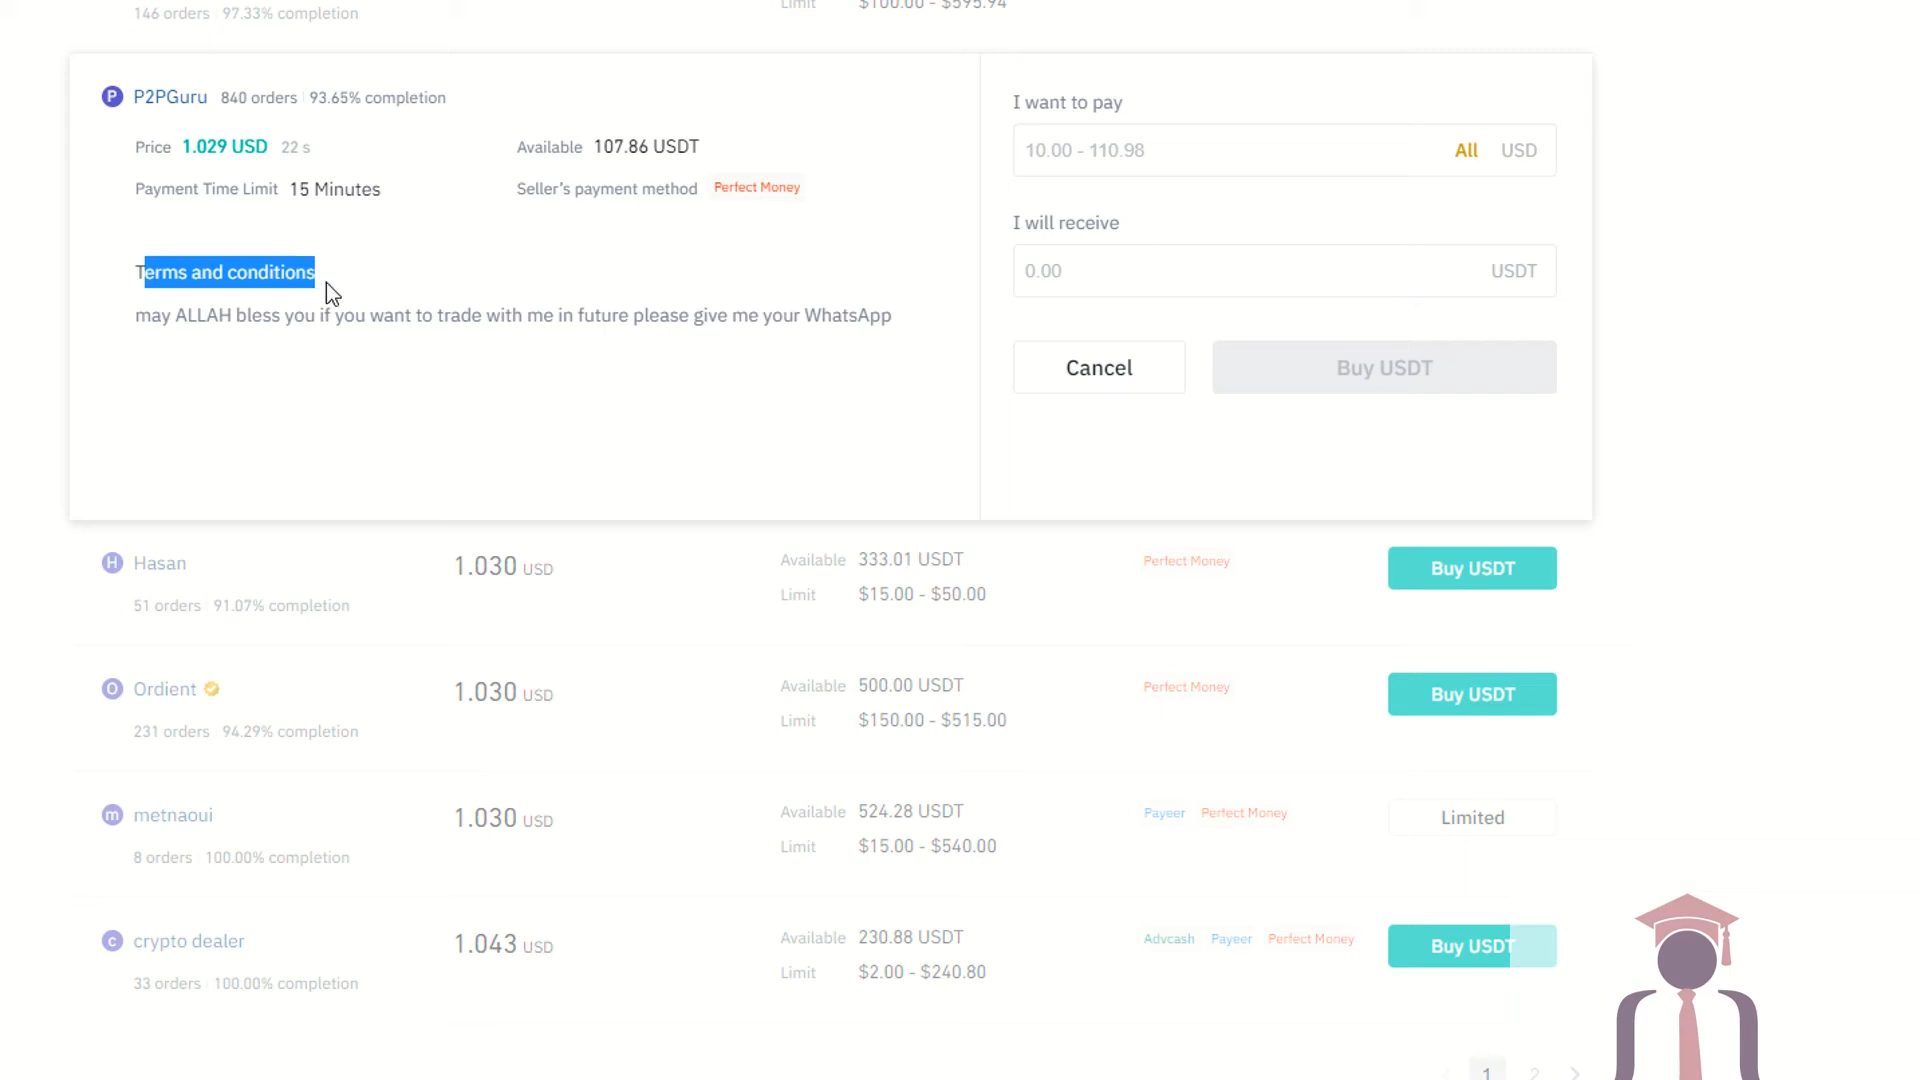 146 orders 97.33% completion
Limit $100.00 - $595.94
P P2PGuru 840 orders 93.65% completion
Price 1.029 USD 22 s
Available 107.86 USDT
Payment Time Limit 15 Minutes
Seller's payment method Perfect Money
Terms and conditions
may ALLAH bless you if you want to trade with me in future please give me your WhatsApp
I want to pay
10.00 - 110.98 All USD
I will receive
0.00 USDT
Cancel Buy USDT
H Hasan
51 orders 91.07% completion
1.030 USD
Available 333.01 USDT
Limit $15.00 - $50.00
Perfect Money
Buy USDT
O Ordient
231 orders 94.29% completion
1.030 USD
Available 500.00 USDT
Limit $150.00 - $515.00
Perfect Money
Buy USDT
m metnaoui
8 orders 100.00% completion
1.030 USD
Available 524.28 USDT
Limit $15.00 - $540.00
Payeer Perfect Money
Limited
c crypto dealer
33 orders 100.00% completion
1.043 USD
Available 230.88 USDT
Limit $2.00 - $240.80
Advcash Payeer Perfect Money
Buy USDT
1 2